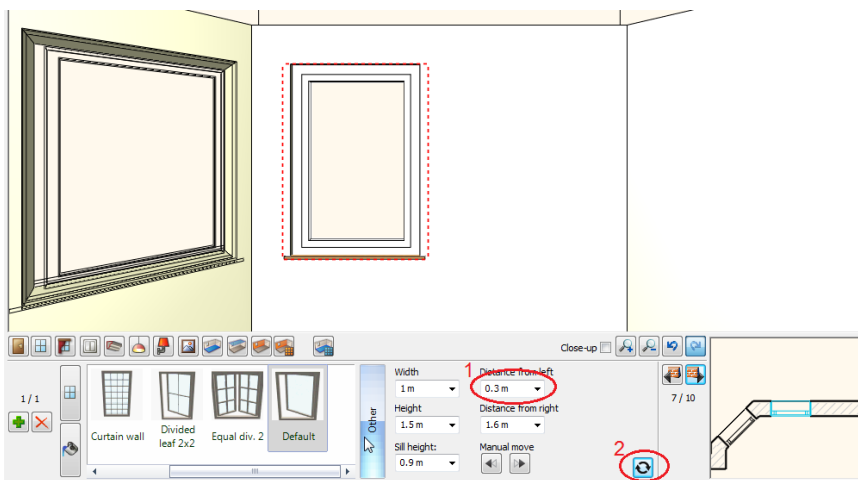 Close-up
1 / 1
Curtain wall
Divided
leaf 2x2
Equal div. 2
Default
Other
Width
1 m
Height
1.5 m
Sill height:
0.9 m
1
Distance from left
0.3 m
Distance from right
1.6 m
Manual move
2
7 / 10